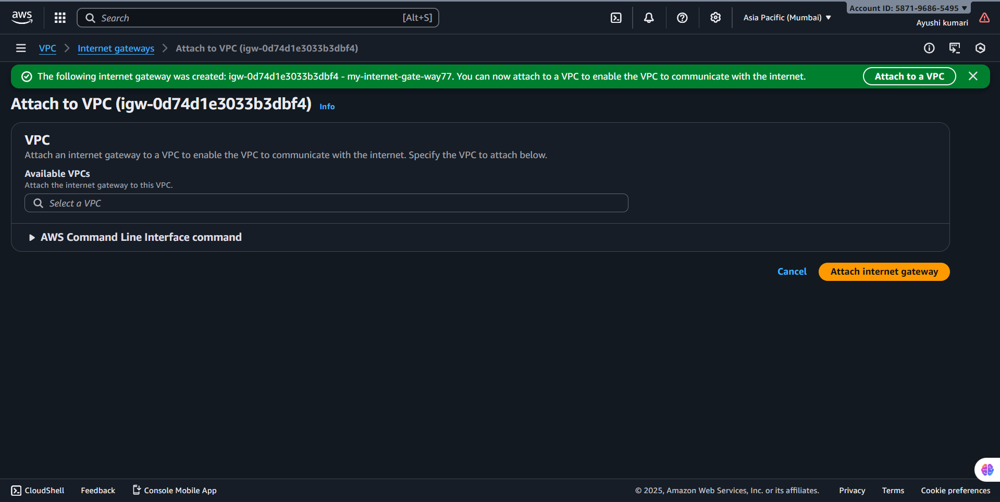 aws
Search [Alt+S]
Asia Pacific (Mumbai)
Account ID: 5871-9686-5495
Ayushi kumari
VPC
Internet gateways
Attach to VPC (igw-0d74d1e3033b3dbf4)
The following internet gateway was created: igw-0d74d1e3033b3dbf4 - my-internet-gate-way77. You can now attach to a VPC to enable the VPC to communicate with the internet.
Attach to a VPC
Attach to VPC (igw-0d74d1e3033b3dbf4) Info
VPC
Attach an internet gateway to a VPC to enable the VPC to communicate with the internet. Specify the VPC to attach below.
Available VPCs
Attach the internet gateway to this VPC.
Select a VPC
AWS Command Line Interface command
Cancel
Attach internet gateway
CloudShell
Feedback
Console Mobile App
© 2025, Amazon Web Services, Inc. or its affiliates.
Privacy
Terms
Cookie preferences